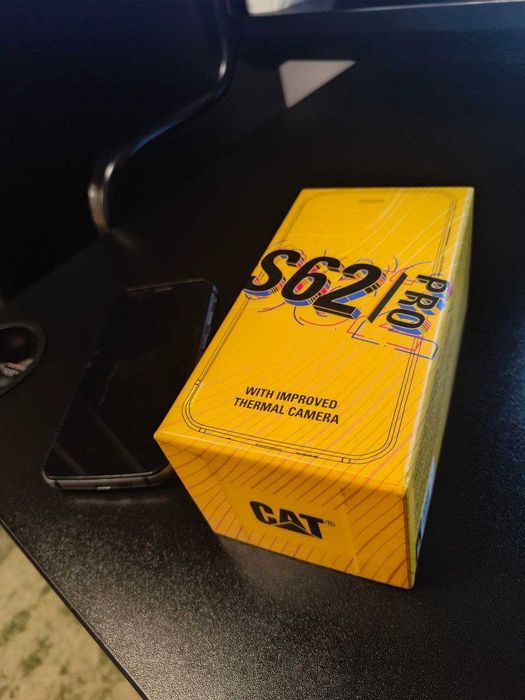 S62/PRO
WITH IMPROVED
THERMAL CAMERA
CAT®